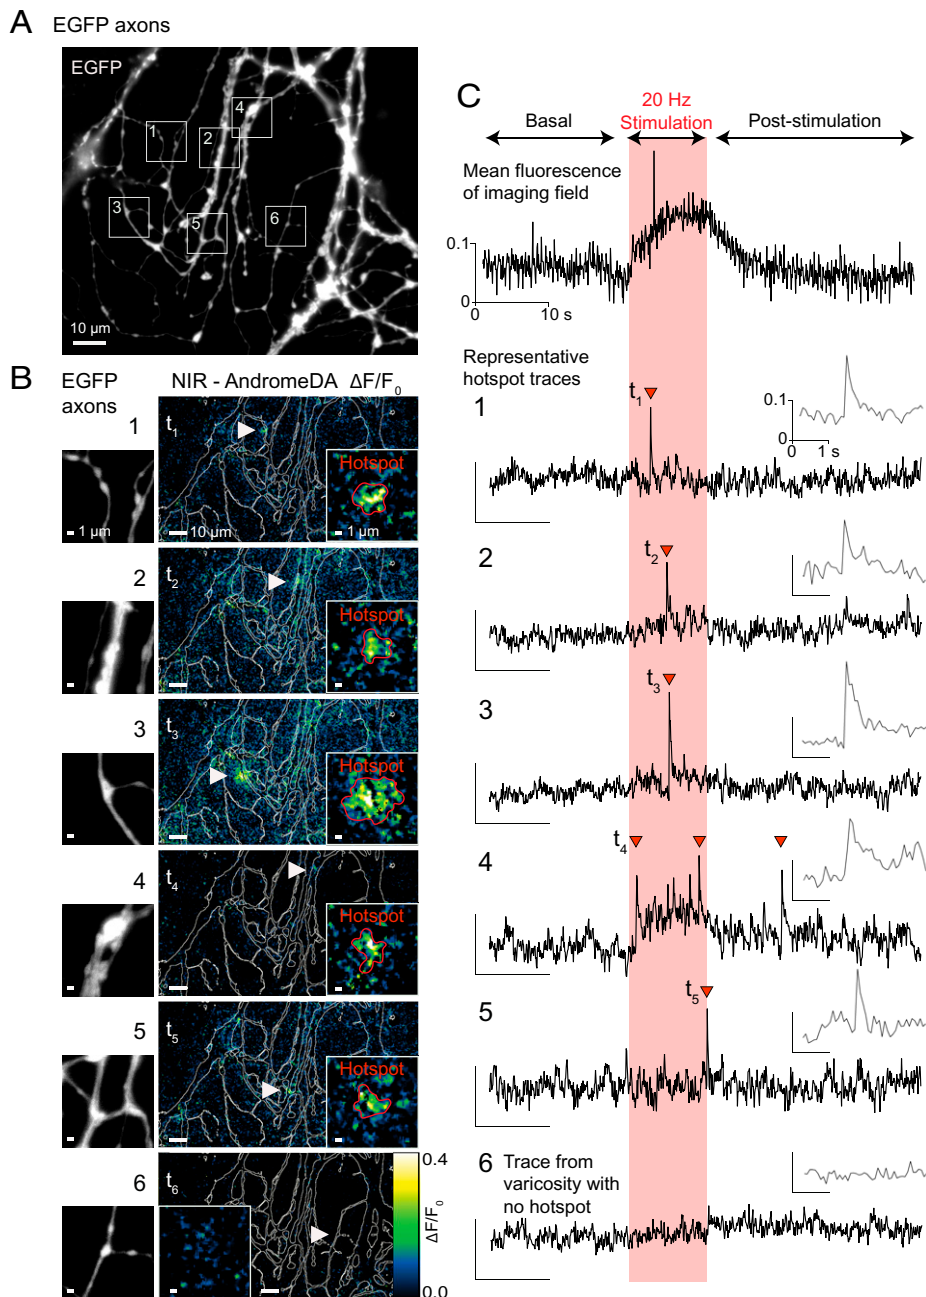 A EGFP axons
EGFP
1
2
3
4
5
6
10 µm
B EGFP
axons
NIR - AndromeDA ΔF/F0
1
t1
Hotspot
1 µm
10 µm
1 µm
2
t2
Hotspot
3
t3
Hotspot
4
t4
Hotspot
5
t5
Hotspot
6
t6
0.4
ΔF/F0
0.0
C
20 Hz
Basal
Stimulation
Post-stimulation
Mean fluorescence
of imaging field
0.1
0
10 s
Representative
hotspot traces
1
t1
0.1
0
1 s
2
t2
3
t3
4
t4
5
t5
6
Trace from
varicosity with
no hotspot